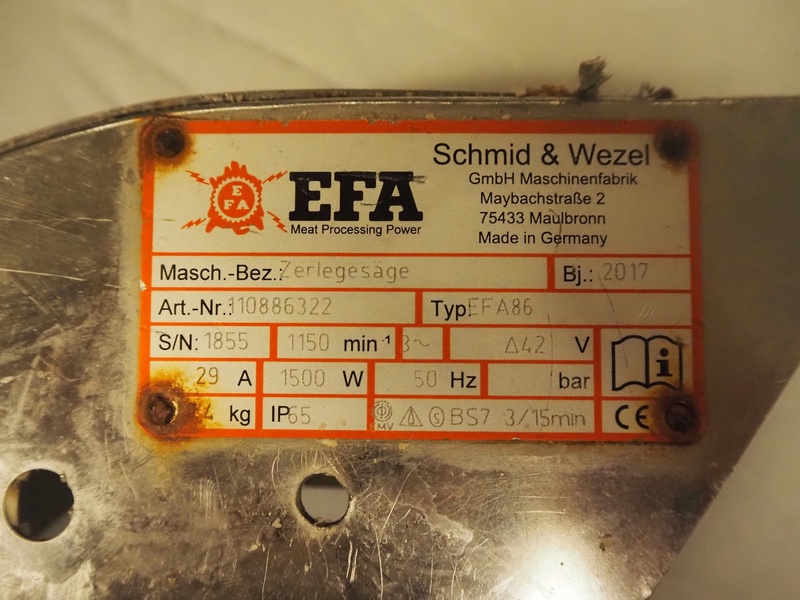 EFA
EFA
Meat Processing Power
Schmid & Wezel
GmbH Maschinenfabrik
Maybachstraße 2
75433 Maulbronn
Made in Germany
Masch.-Bez.: Zerlegesäge
Bj.: 2017
Art.-Nr.: 110886322
Typ: EFA86
S/N: 1855
1150 min-1
3~
Δ42 V
29 A
1500 W
50 Hz
bar
kg
IP65
MV
S BS7 3/15min
CE